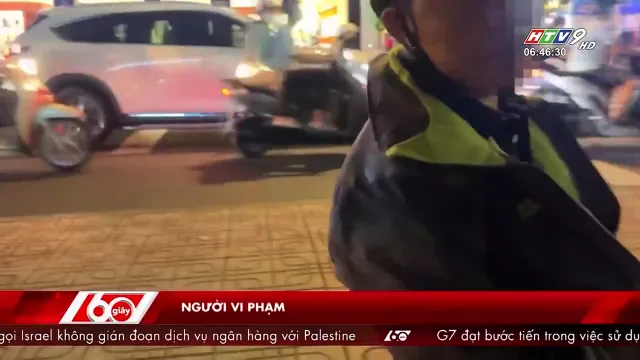 HTV9 HD
06:46:30
60 giây
NGƯỜI VI PHẠM
gọi Israel không gián đoạn dịch vụ ngân hàng với Palestine 60 G7 đạt bước tiến trong việc sử dụ